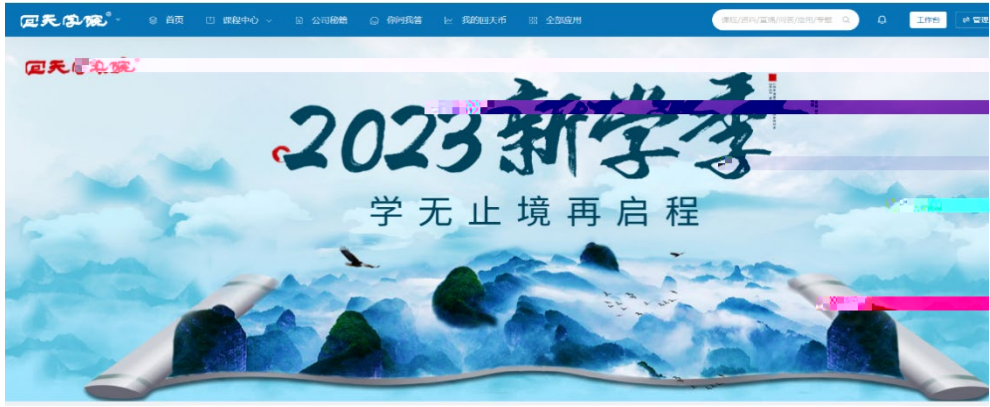 回天学候
首页
课程中心
公司秘籍
你问我答
我的回天币
全部应用
工作台
管理
2023新学季
学无止境再启程